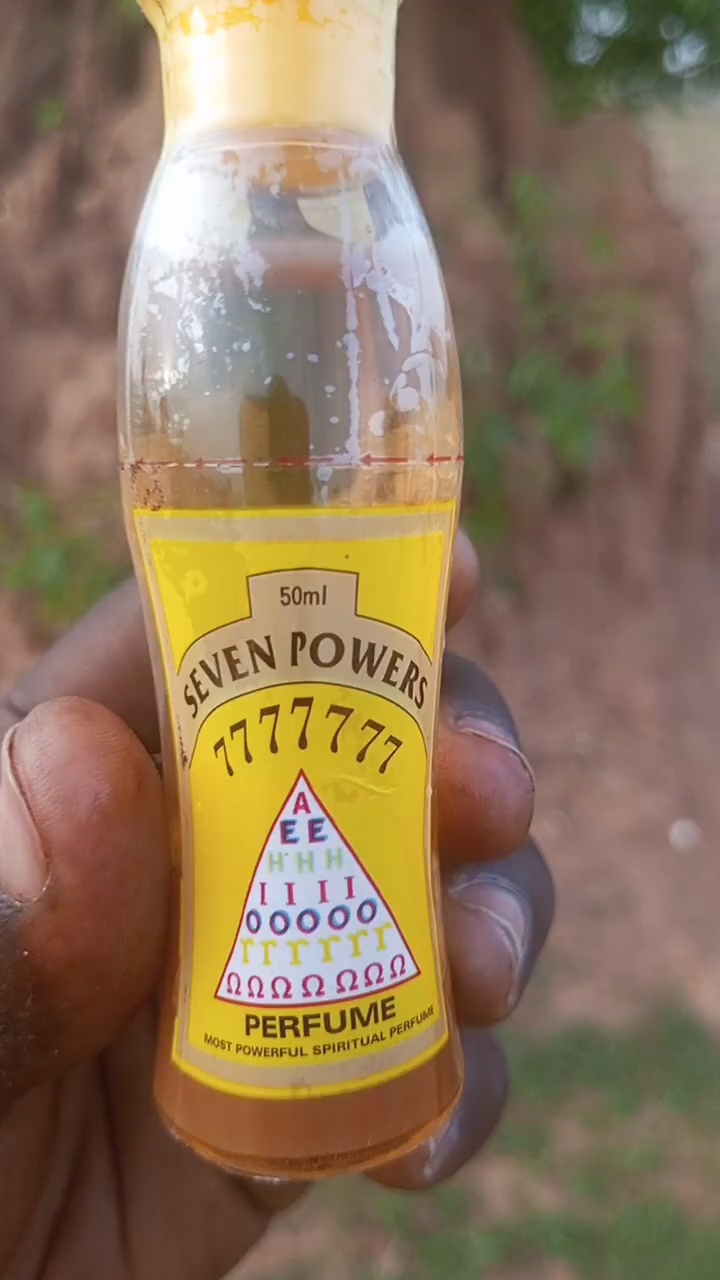 50ml
SEVEN POWERS
7777777
A
E E
H H H
I I I I
O O O O O
ϒ ϒ ϒ ϒ ϒ ϒ
Ω Ω Ω Ω Ω Ω Ω
PERFUME
MOST POWERFUL SPIRITUAL PERFUME